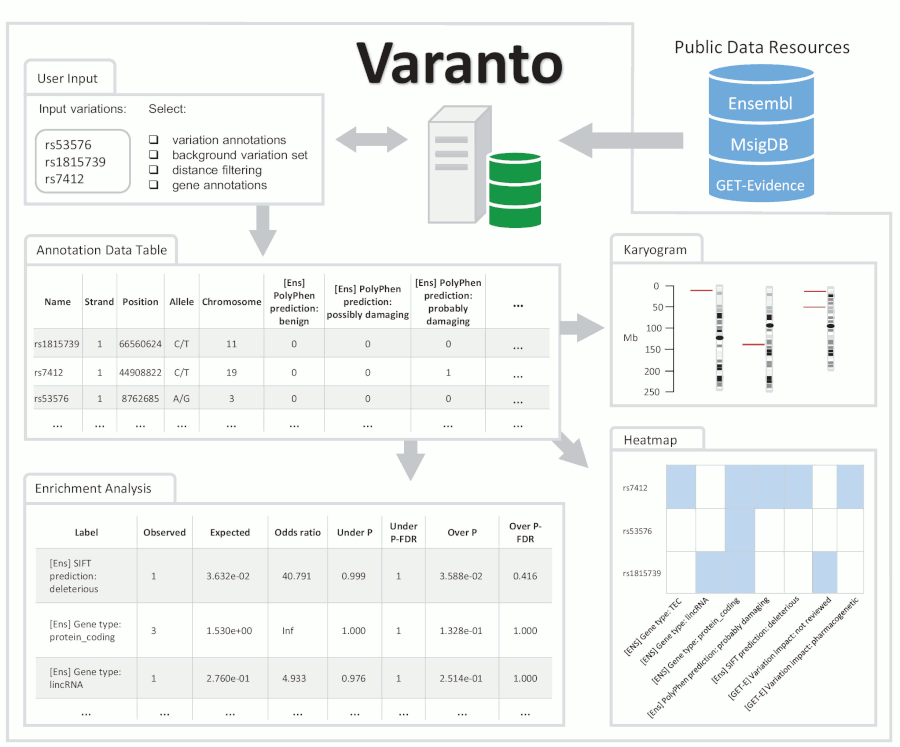 Varanto
Public Data Resources
Ensembl
MsigDB
GET-Evidence
User Input
Input variations:
rs53576
rs1815739
rs7412
Select:
variation annotations
background variation set
distance filtering
gene annotations
Annotation Data Table
Name Strand Position Allele Chromosome [Ens] PolyPhen prediction: benign [Ens] PolyPhen prediction: possibly damaging [Ens] PolyPhen prediction: probably damaging ...
rs1815739 1 66560624 C/T 11 0 0 0 ...
rs7412 1 44908822 C/T 19 0 0 1 ...
rs53576 1 8762685 A/G 3 0 0 0 ...
... ... ... ... ... ... ... ... ...
Karyogram
0
50
100
Mb
150
200
250
Enrichment Analysis
Label Observed Expected Odds ratio Under P Under P-FDR Over P Over P-FDR
[Ens] SIFT prediction: deleterious 1 3.632e-02 40.791 0.999 1 3.588e-02 0.416
[Ens] Gene type: protein_coding 3 1.530e+00 Inf 1.000 1 1.328e-01 1.000
[Ens] Gene type: lincRNA 1 2.760e-01 4.933 0.976 1 2.514e-01 1.000
... ... ... ... ... ... ... ...
Heatmap
rs7412
rs53576
rs1815739
[ENS] Gene type: TEC
[ENS] Gene type: lincRNA
[ENS] Gene type: protein_coding
[Ens] PolyPhen prediction: probably damaging
[Ens] SIFT prediction: deleterious
[GET-E] Variation impact: not reviewed
[GET-E] Variation impact: pharmacogenetic